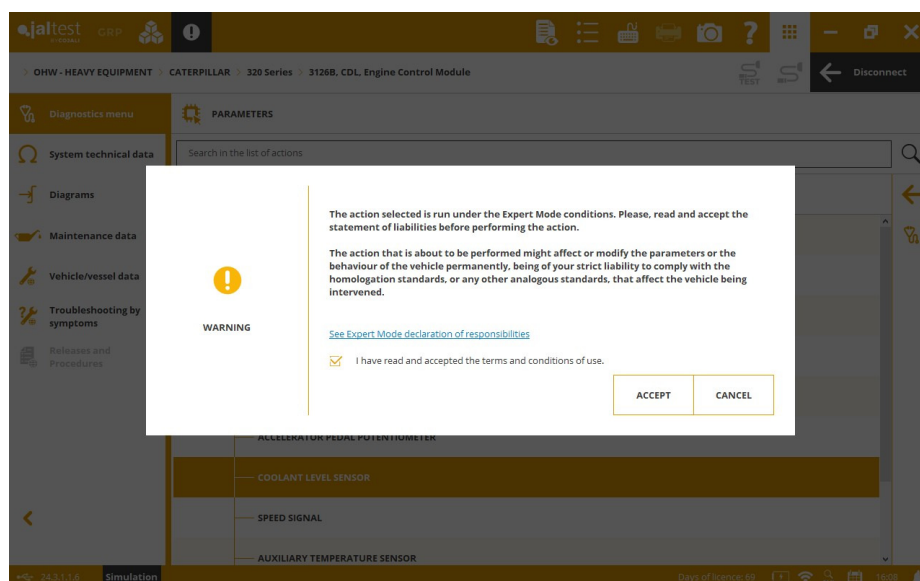 jaltest GRP
> OHW - HEAVY EQUIPMENT > CATERPILLAR > 320 Series > 3126B, CDL, Engine Control Module
TEST
Disconnect
Diagnostics menu
PARAMETERS
System technical data
Search in the list of actions
Diagrams
Maintenance data
Vehicle/vessel data
Troubleshooting by
symptoms
Releases and
Procedures
WARNING
The action selected is run under the Expert Mode conditions. Please, read and accept the
statement of liabilities before performing the action.
The action that is about to be performed might affect or modify the parameters or the
behaviour of the vehicle permanently, being of your strict liability to comply with the
homologation standards, or any other analogous standards, that affect the vehicle being
intervened.
See Expert Mode declaration of responsibilities
I have read and accepted the terms and conditions of use.
ACCEPT
CANCEL
ACCELERATOR PEDAL POTENTIOMETER
COOLANT LEVEL SENSOR
SPEED SIGNAL
AUXILIARY TEMPERATURE SENSOR
24.3.1.1.6 Simulation
Days of licence: 69
16:08